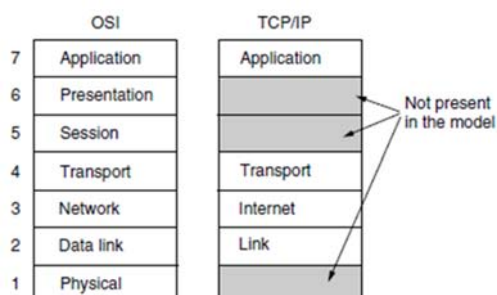 OSI TCP/IP
7 Application Application
6 Presentation
5 Session
Not present
in the model
4 Transport Transport
3 Network Internet
2 Data link Link
1 Physical